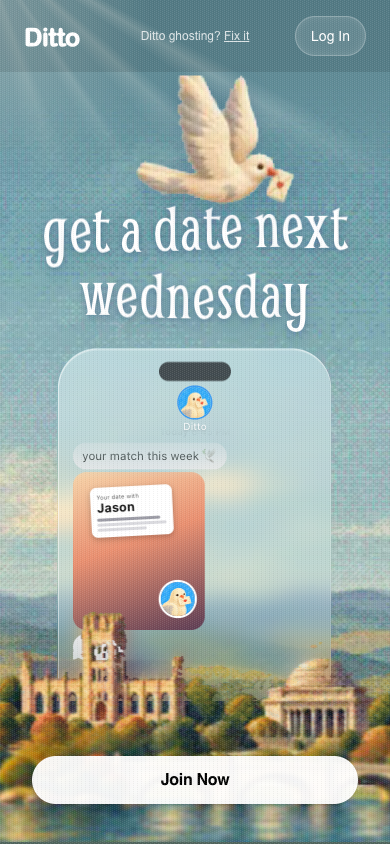 Ditto
Ditto ghosting? Fix it
Log In
get a date next
wednesday
Ditto
your match this week
Your date with
Jason
Join Now